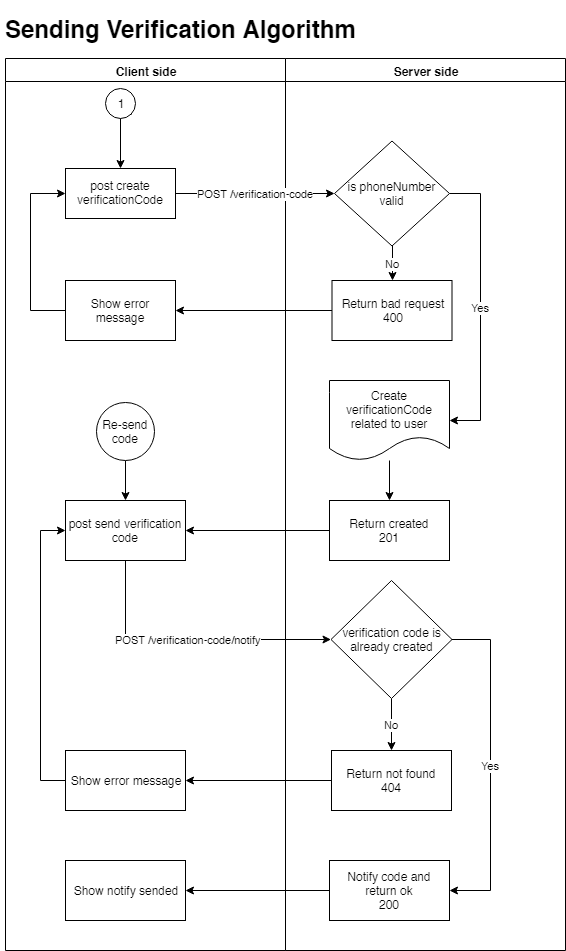 Sending Verification Algorithm
Client side
Server side
1
post create
verificationCode
POST /verification-code
is phoneNumber
valid
No
Yes
Show error
message
Return bad request
400
Create
verificationCode
related to user
Re-send
code
post send verification
code
Return created
201
POST /verification-code/notify
verification code is
already created
No
Yes
Show error message
Return not found
404
Show notify sended
Notify code and
return ok
200